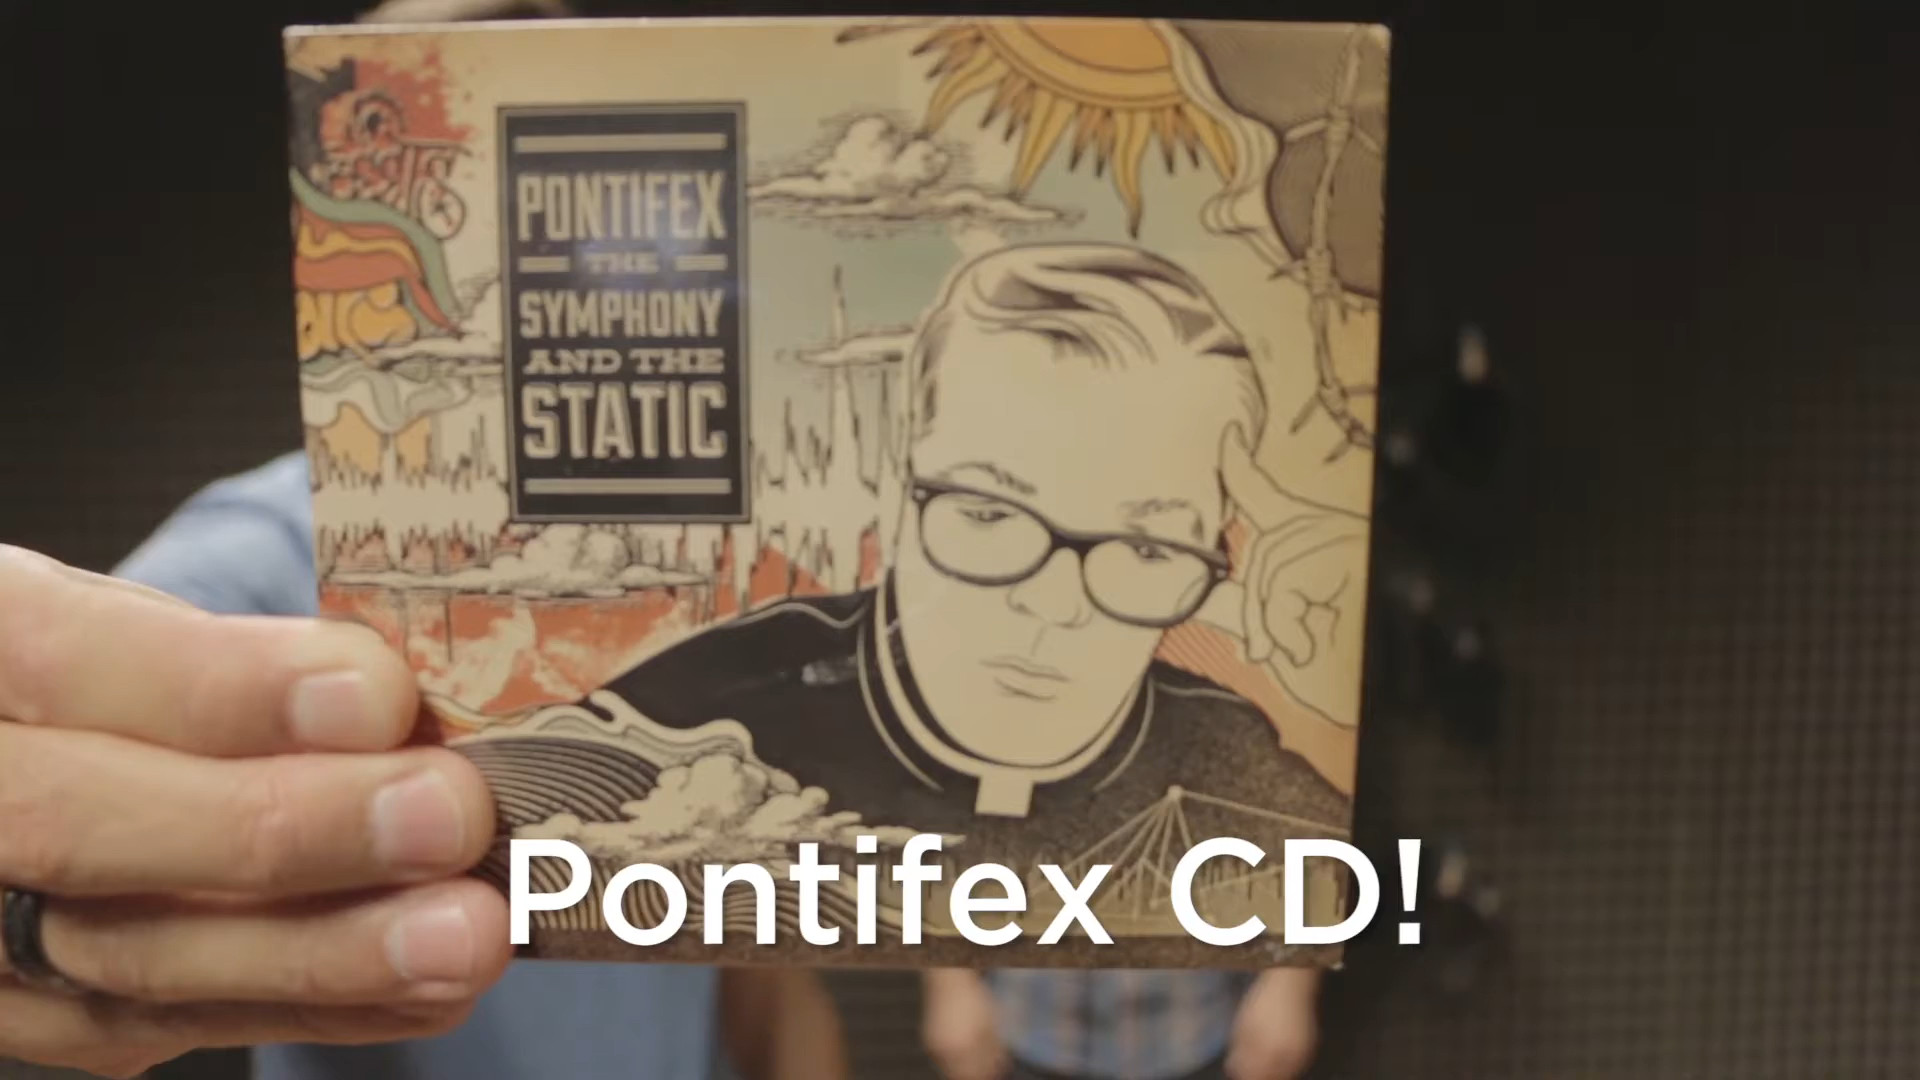 PONTIFEX
THE
SYMPHONY
AND THE
STATIC
Pontifex CD!